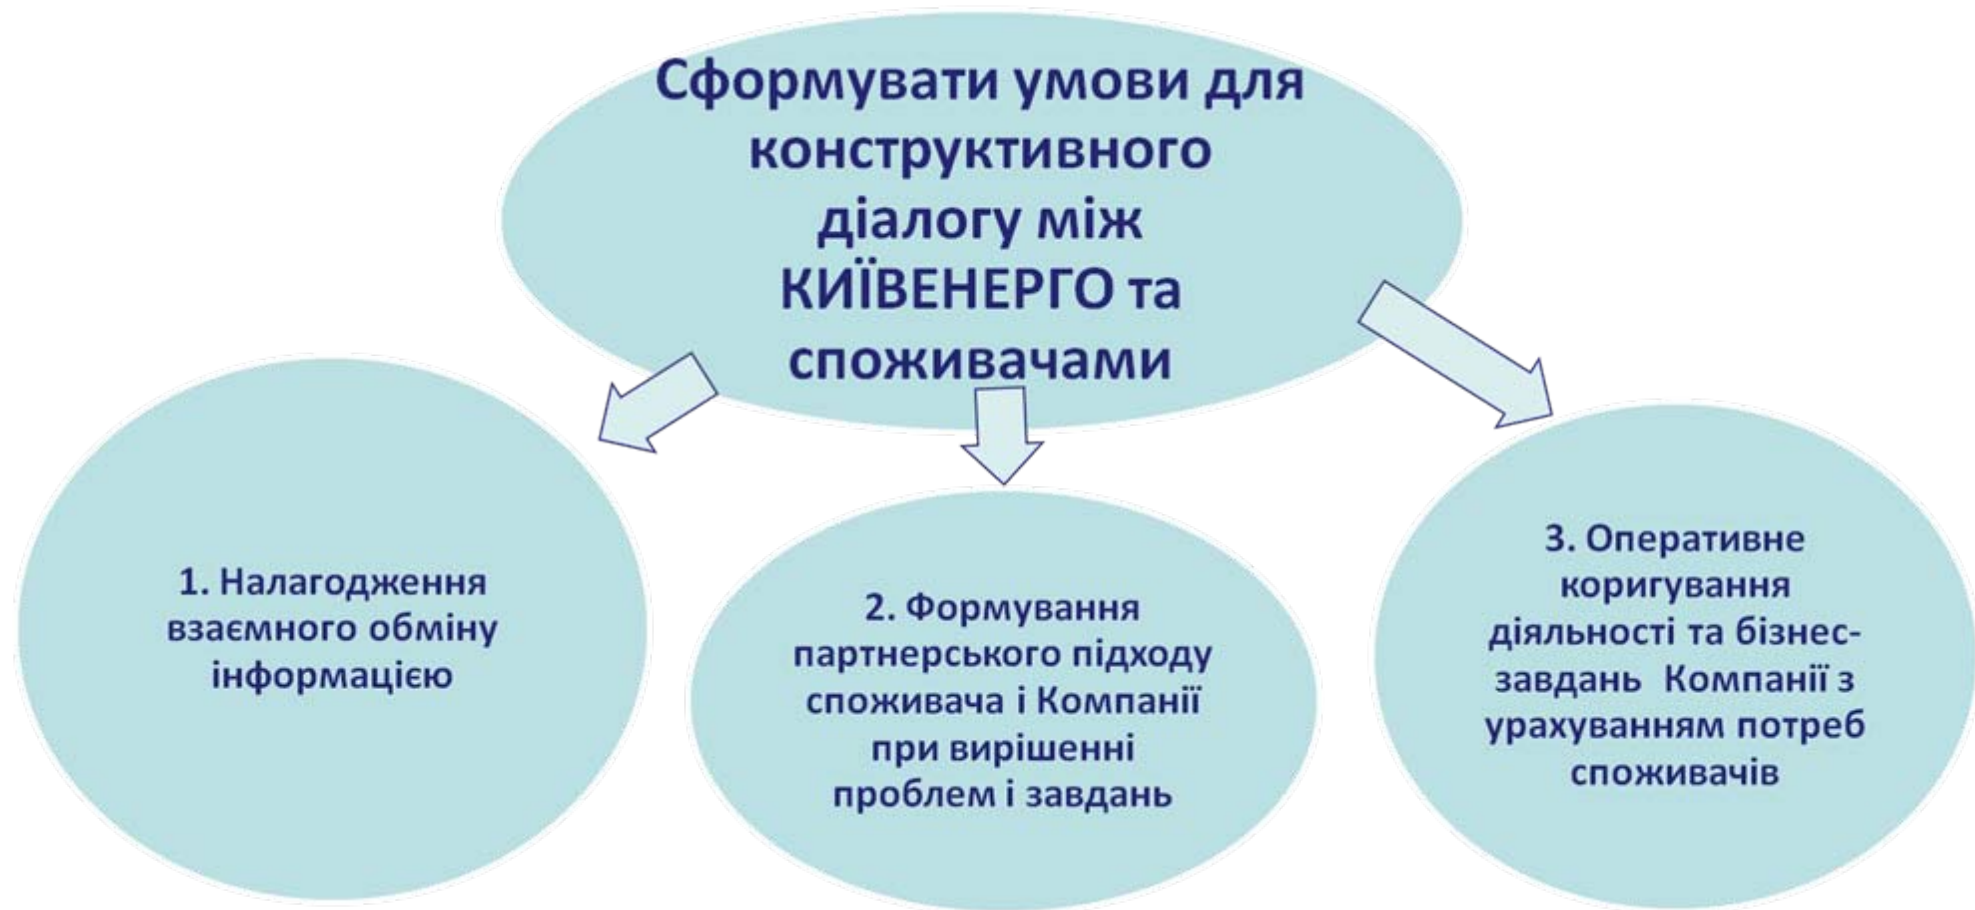 Сформувати умови для
конструктивного
діалогу між
КИЇВЕНЕРГО та
споживачами
1. Налагодження
взаємного обміну
інформацією
2. Формування
партнерського підходу
споживача і Компанії
при вирішенні
проблем і завдань
3. Оперативне
коригування
діяльності та бізнес-
завдань Компанії з
урахуванням потреб
споживачів